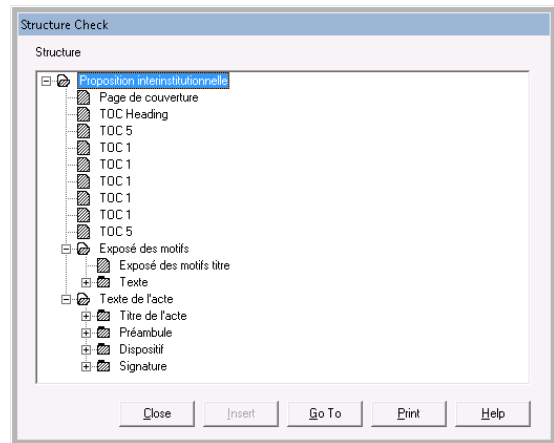 Structure Check
Structure
Proposition interinstitutionnelle
Page de couverture
TOC Heading
TOC 5
TOC 1
TOC 1
TOC 1
TOC 1
TOC 1
TOC 5
Exposé des motifs
Exposé des motifs titre
Texte
Texte de l'acte
Titre de l'acte
Préambule
Dispositif
Signature
Close Insert Go To Print Help